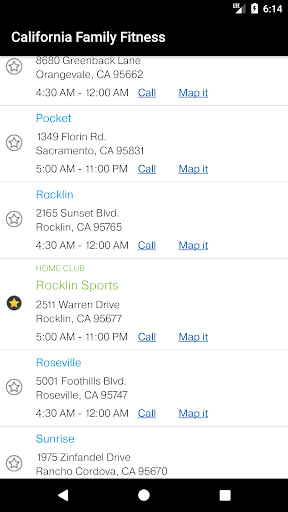 6:14
California Family Fitness
8680 Greenback Lane
Orangevale, CA 95662
4:30 AM - 12:00 AM Call Map it
Pocket
1349 Florin Rd.
Sacramento, CA 95831
5:00 AM - 11:00 PM Call Map it
Rocklin
2165 Sunset Blvd.
Rocklin, CA 95765
4:30 AM - 12:00 AM Call Map it
HOME CLUB
Rocklin Sports
2511 Warren Drive
Rocklin, CA 95677
5:00 AM - 11:00 PM Call Map it
Roseville
5001 Foothills Blvd.
Roseville, CA 95747
4:30 AM - 12:00 AM Call Map it
Sunrise
1975 Zinfandel Drive
Rancho Cordova, CA 95670